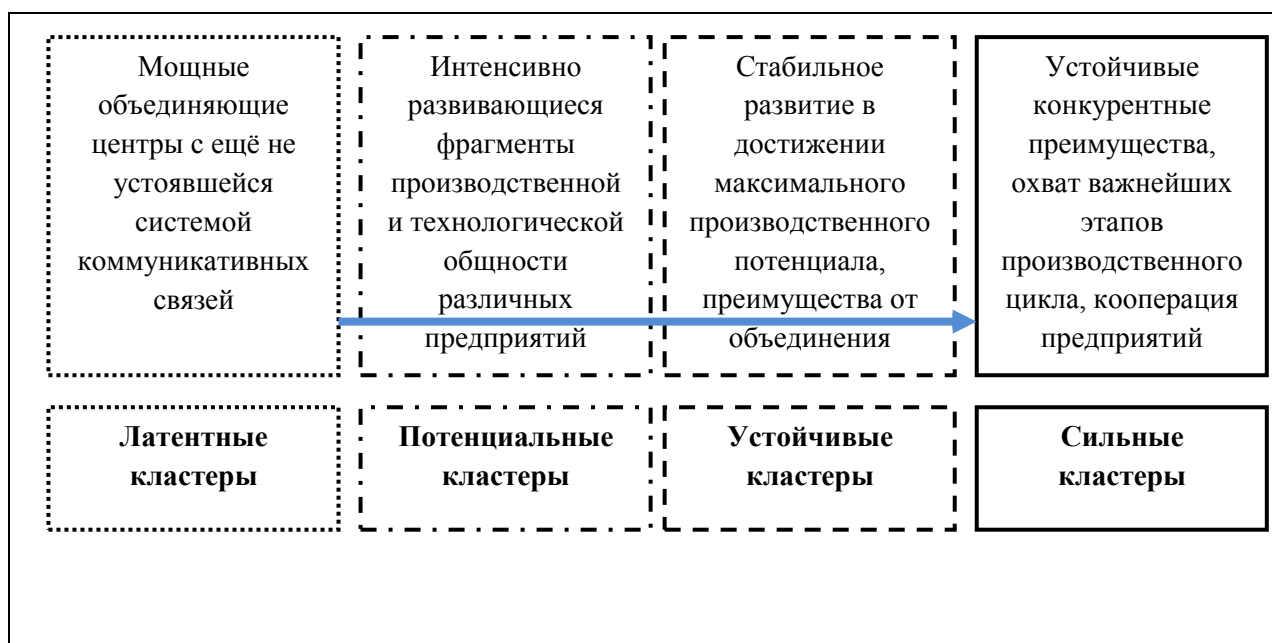 Мощные
объединяющие
центры с ещё не
устоявшейся
системой
коммуникативных
связей
Интенсивно
развивающиеся
фрагменты
производственной
и технологической
общности
различных
предприятий
Стабильное
развитие в
достижении
максимального
производственного
потенциала,
преимущества от
объединения
Устойчивые
конкурентные
преимущества,
охват важнейших
этапов
производственного
цикла, кооперация
предприятий
Латентные
кластеры
Потенциальные
кластеры
Устойчивые
кластеры
Сильные
кластеры